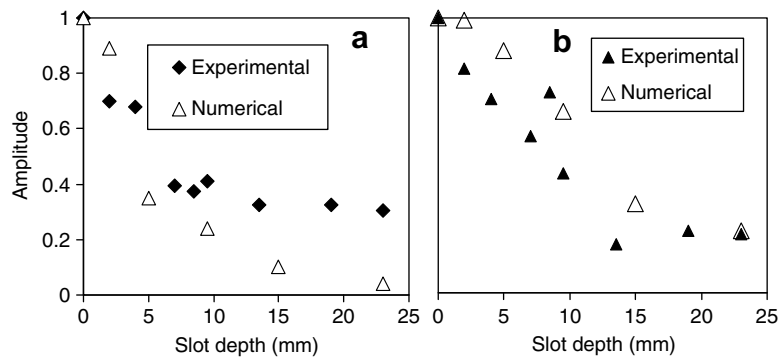 1
0.8
0.6
0.4
0.2
0
Amplitude
a
Experimental
Numerical
0 5 10 15 20 25
Slot depth (mm)
b
Experimental
Numerical
0 5 10 15 20 25
Slot depth (mm)